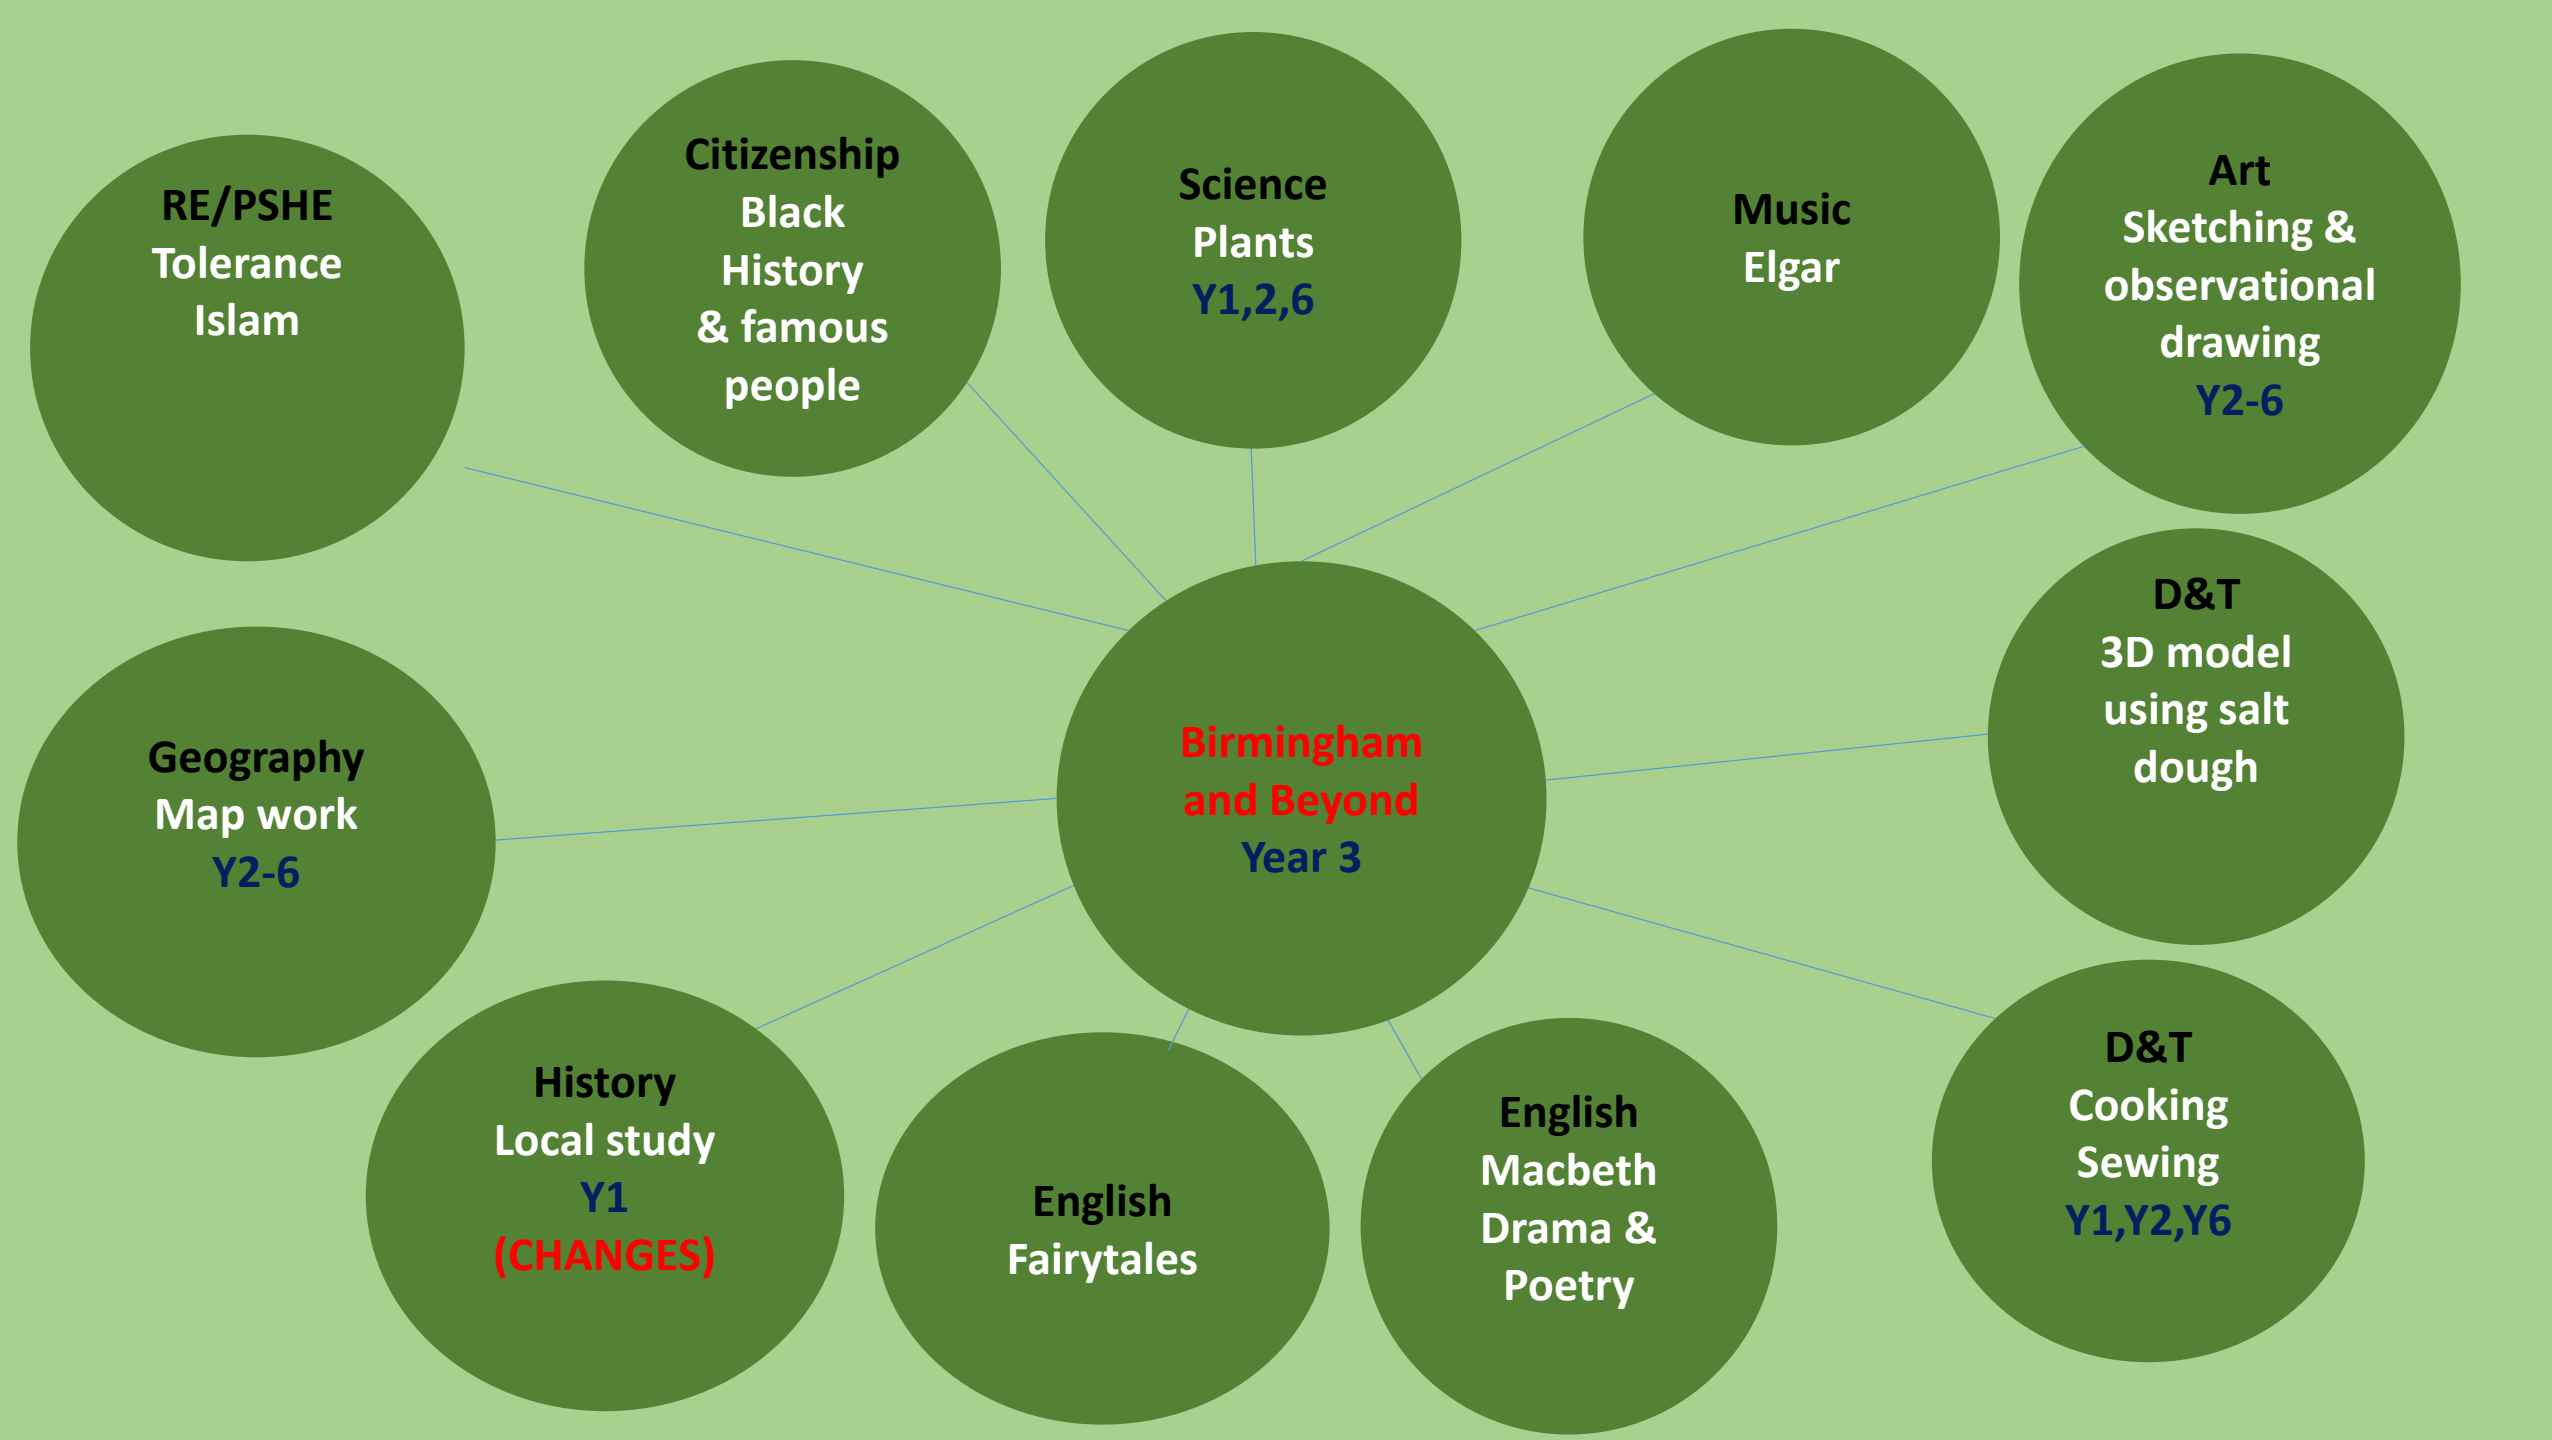 RE/PSHE
Tolerance
Islam
Citizenship
Black
History
& famous
people
Science
Plants
Y1,2,6
Music
Elgar
Art
Sketching &
observational
drawing
Y2-6
D&T
3D model
using salt
dough
Geography
Map work
Y2-6
Birmingham
and Beyond
Year 3
History
Local study
Y1
(CHANGES)
English
Fairytales
English
Macbeth
Drama &
Poetry
D&T
Cooking
Sewing
Y1,Y2,Y6